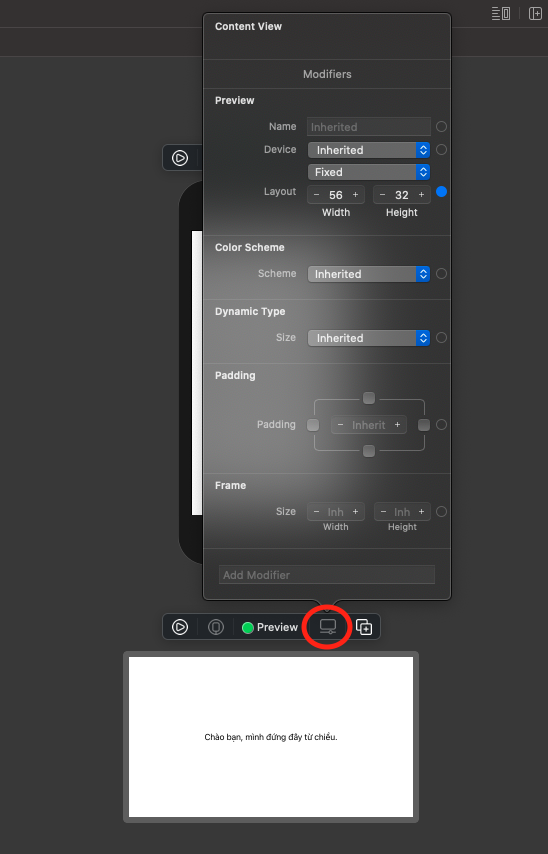 Content View
Modifiers
Preview
Name Inherited
Device Inherited
Fixed
Layout − 56 + − 32 +
Width Height
Color Scheme
Scheme Inherited
Dynamic Type
Size Inherited
Padding
Padding − Inherit +
Frame
Size − Inh + − Inh +
Width Height
Add Modifier
Preview
Chào bạn, mình đứng đây từ chiều.